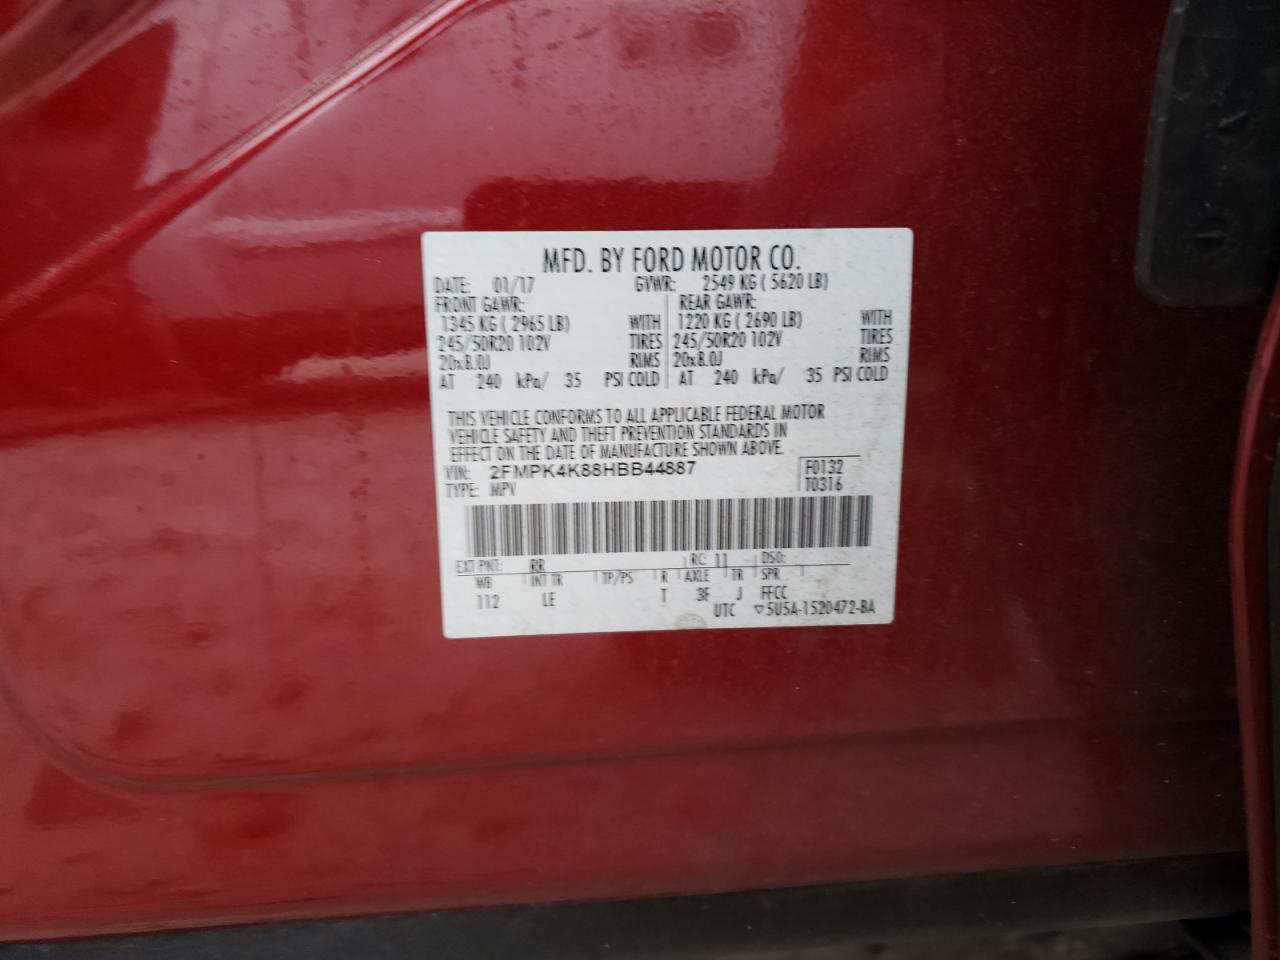 MFD. BY FORD MOTOR CO.
DATE: 01/17 GVWR: 2549 KG ( 5620 LB)
FRONT GAWR: REAR GAWR:
1345 KG ( 2965 LB) WITH 1220 KG ( 2690 LB) WITH
245/50R20 102V TIRES 245/50R20 102V TIRES
20x8.0J RIMS 20x8.0J RIMS
AT 240 kPa/ 35 PSI COLD AT 240 kPa/ 35 PSI COLD
THIS VEHICLE CONFORMS TO ALL APPLICABLE FEDERAL MOTOR
VEHICLE SAFETY AND THEFT PREVENTION STANDARDS IN
EFFECT ON THE DATE OF MANUFACTURE SHOWN ABOVE.
VIN: 2FMPK4K88HBB44887 F0132
TYPE: MPV T0316
EXT PNT: RR RC: 11 DSO:
WB INT TR TP/PS R AXLE TR SPR
112 LE T 3F J FFCC
UTC ▽5U5A-1520472-BA